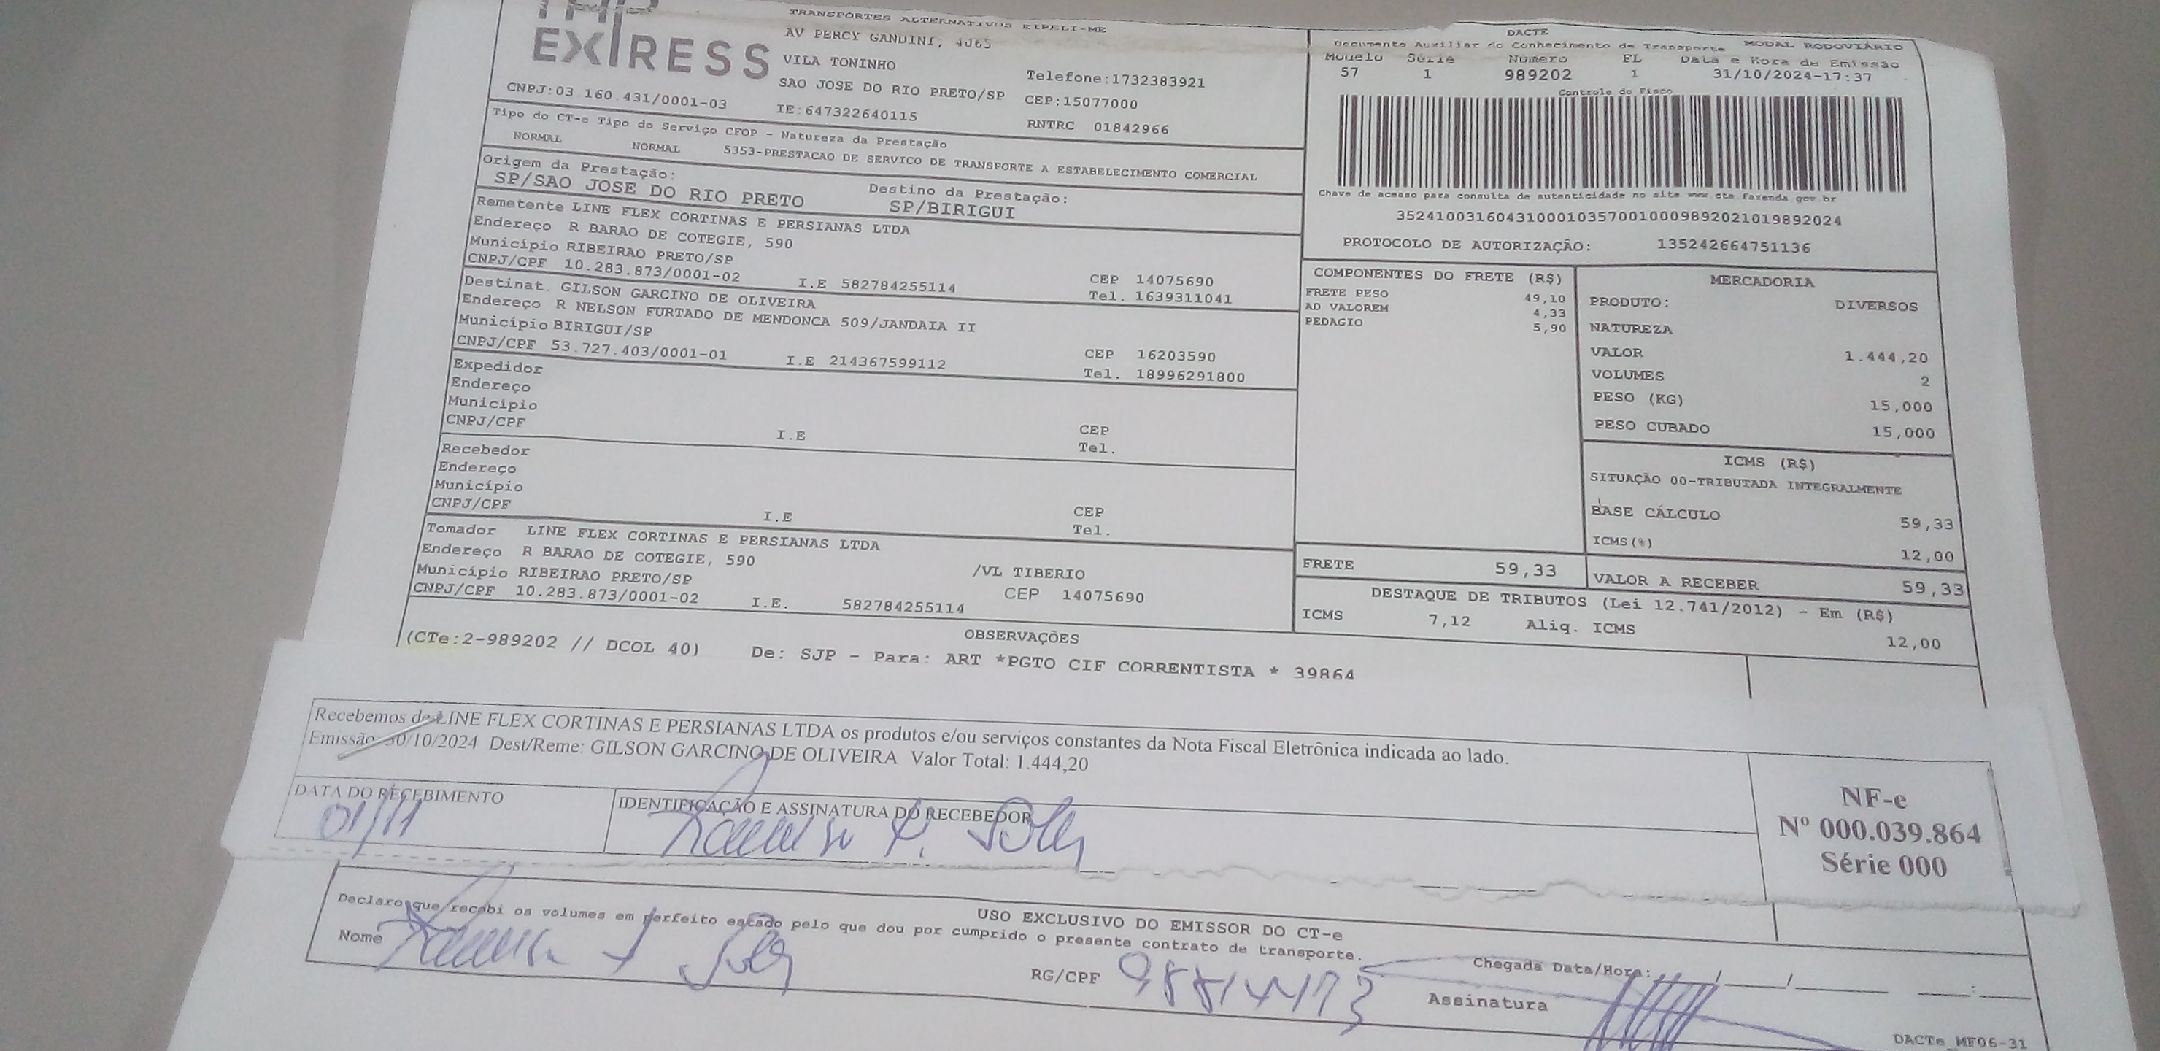 EXPRESS
TRANSPORTES ALTERNATIVOS EIRELI-ME
AV PERCY GANDINI, 4065
VILA TONINHO
Telefone:1732383921
SAO JOSE DO RIO PRETO/SP CEP:15077000
CNPJ:03.160.431/0001-03 IE:647322640115 RNTRC 01842966
DACTE
Documento Auxiliar do Conhecimento de Transporte MODAL RODOVIÁRIO
Modelo Série Número FL Data e Hora de Emissão
57 1 989202 1 31/10/2024-17:37
Controle do Fisco
Chave de acesso para consulta de autenticidade no site www.cte.fazenda.gov.br
35241003160431000103570010009892021019892024
PROTOCOLO DE AUTORIZAÇÃO: 135242664751136
Tipo do CT-e Tipo do Serviço CFOP - Natureza da Prestação
NORMAL NORMAL 5353-PRESTACAO DE SERVICO DE TRANSPORTE A ESTABELECIMENTO COMERCIAL
Origem da Prestação: Destino da Prestação:
SP/SAO JOSE DO RIO PRETO SP/BIRIGUI
Remetente LINE FLEX CORTINAS E PERSIANAS LTDA
Endereço R BARAO DE COTEGIE, 590
Município RIBEIRAO PRETO/SP CEP 14075690
CNPJ/CPF 10.283.873/0001-02 I.E 582784255114 Tel. 1639311041
Destinat. GILSON GARCINO DE OLIVEIRA
Endereço R NELSON FURTADO DE MENDONCA 509/JANDAIA II
Município BIRIGUI/SP CEP 16203590
CNPJ/CPF 53.727.403/0001-01 I.E 214367599112 Tel. 18996291800
Expedidor
Endereço
Município CEP
CNPJ/CPF I.E Tel.
Recebedor
Endereço
Município CEP
CNPJ/CPF I.E Tel.
Tomador LINE FLEX CORTINAS E PERSIANAS LTDA
Endereço R BARAO DE COTEGIE, 590 /VL TIBERIO
Município RIBEIRAO PRETO/SP CEP 14075690
CNPJ/CPF 10.283.873/0001-02 I.E. 582784255114
COMPONENTES DO FRETE (R$)
FRETE PESO 49,10
AD VALOREM 4,33
PEDAGIO 5,90
FRETE 59,33
MERCADORIA
PRODUTO: DIVERSOS
NATUREZA
VALOR 1.444,20
VOLUMES 2
PESO (KG) 15,000
PESO CUBADO 15,000
ICMS (R$)
SITUAÇÃO 00-TRIBUTADA INTEGRALMENTE
BASE CÁLCULO 59,33
ICMS(%) 12,00
VALOR A RECEBER 59,33
DESTAQUE DE TRIBUTOS (Lei 12.741/2012) - Em (R$)
ICMS 7,12 Aliq. ICMS 12,00
OBSERVAÇÕES
(CTe:2-989202 // DCOL 40) De: SJP - Para: ART *PGTO CIF CORRENTISTA * 39864
Recebemos de LINE FLEX CORTINAS E PERSIANAS LTDA os produtos e/ou serviços constantes da Nota Fiscal Eletrônica indicada ao lado.
Emissão: 30/10/2024 Dest/Reme: GILSON GARCINO DE OLIVEIRA Valor Total: 1.444,20
DATA DO RECEBIMENTO IDENTIFICAÇÃO E ASSINATURA DO RECEBEDOR
01/11
NF-e
Nº 000.039.864
Série 000
USO EXCLUSIVO DO EMISSOR DO CT-e
Declaro que recebi os volumes em perfeito estado pelo que dou por cumprido o presente contrato de transporte.
Nome RG/CPF Assinatura
Chegada Data/Hora: / / :
DACTe_MF06-31